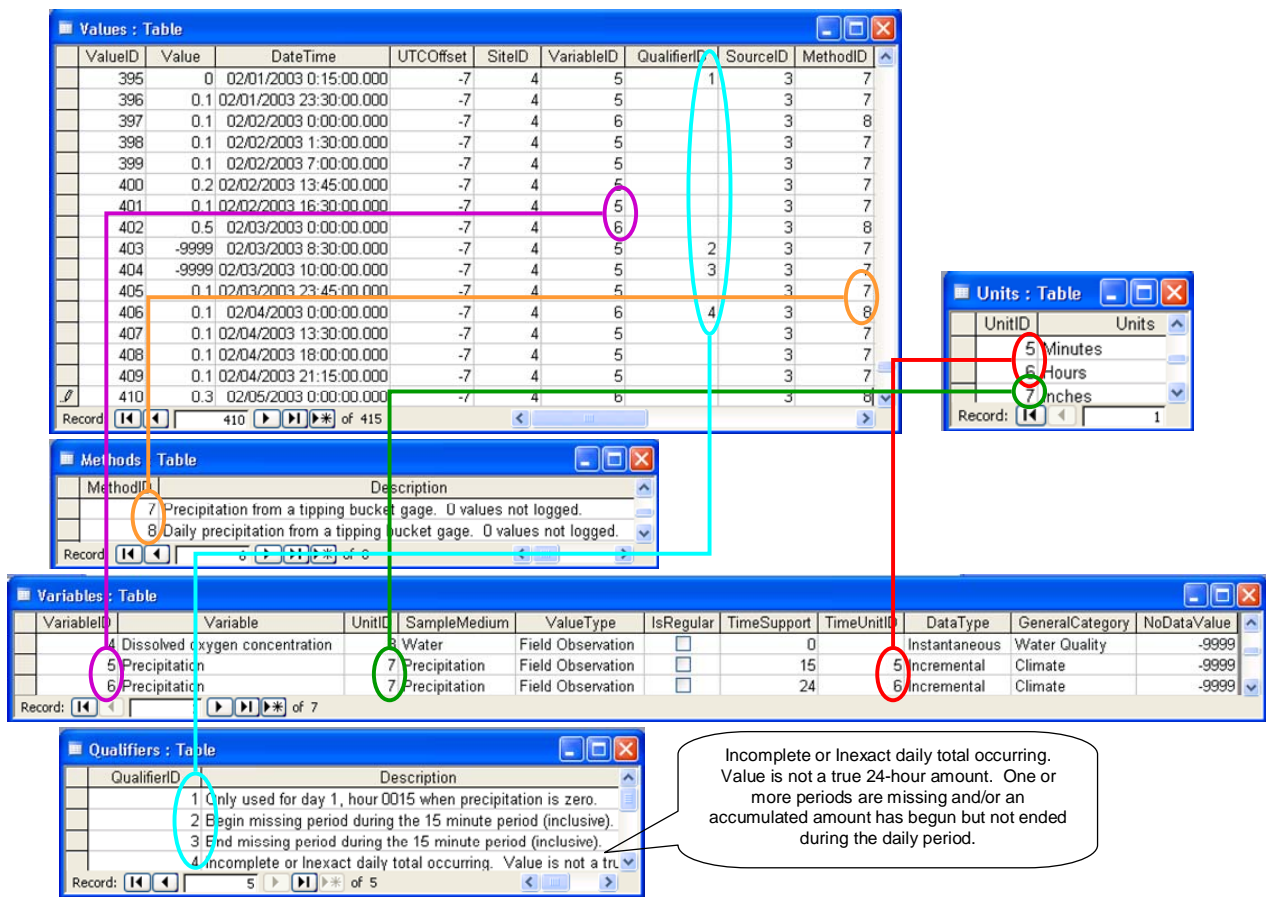 Values : Table
ValueID Value DateTime UTCOffset SiteID VariableID QualifierID SourceID MethodID
395 0 02/01/2003 0:15:00.000 -7 4 5 1 3 7
396 0.1 02/01/2003 23:30:00.000 -7 4 5 3 7
397 0.1 02/02/2003 0:00:00.000 -7 4 6 3 8
398 0.1 02/02/2003 1:30:00.000 -7 4 5 3 7
399 0.1 02/02/2003 7:00:00.000 -7 4 5 3 7
400 0.2 02/02/2003 13:45:00.000 -7 4 5 3 7
401 0.1 02/02/2003 16:30:00.000 -7 4 5 3 7
402 0.5 02/03/2003 0:00:00.000 -7 4 6 3 8
403 -9999 02/03/2003 8:30:00.000 -7 4 5 2 3 7
404 -9999 02/03/2003 10:00:00.000 -7 4 5 3 3 7
405 0.1 02/03/2003 23:45:00.000 -7 4 5 3 7
406 0.1 02/04/2003 0:00:00.000 -7 4 6 4 3 8
407 0.1 02/04/2003 13:30:00.000 -7 4 5 3 7
408 0.1 02/04/2003 18:00:00.000 -7 4 5 3 7
409 0.1 02/04/2003 21:15:00.000 -7 4 5 3 7
410 0.3 02/05/2003 0:00:00.000 -7 4 6 3 8
Record: 410 of 415
Units : Table
UnitID Units
5 Minutes
6 Hours
7 Inches
Record: 1
Methods : Table
MethodID Description
7 Precipitation from a tipping bucket gage. 0 values not logged.
8 Daily precipitation from a tipping bucket gage. 0 values not logged.
Record: of
Variables : Table
VariableID Variable UnitID SampleMedium ValueType IsRegular TimeSupport TimeUnitID DataType GeneralCategory NoDataValue
4 Dissolved oxygen concentration 8 Water Field Observation 0 Instantaneous Water Quality -9999
5 Precipitation 7 Precipitation Field Observation 15 5 Incremental Climate -9999
6 Precipitation 7 Precipitation Field Observation 24 6 Incremental Climate -9999
Record: of 7
Qualifiers : Table
QualifierID Description
1 Only used for day 1, hour 0015 when precipitation is zero.
2 Begin missing period during the 15 minute period (inclusive).
3 End missing period during the 15 minute period (inclusive).
4 Incomplete or Inexact daily total occurring. Value is not a tru
Record: 5 of 5
Incomplete or Inexact daily total occurring.
Value is not a true 24-hour amount. One or
more periods are missing and/or an
accumulated amount has begun but not ended
during the daily period.